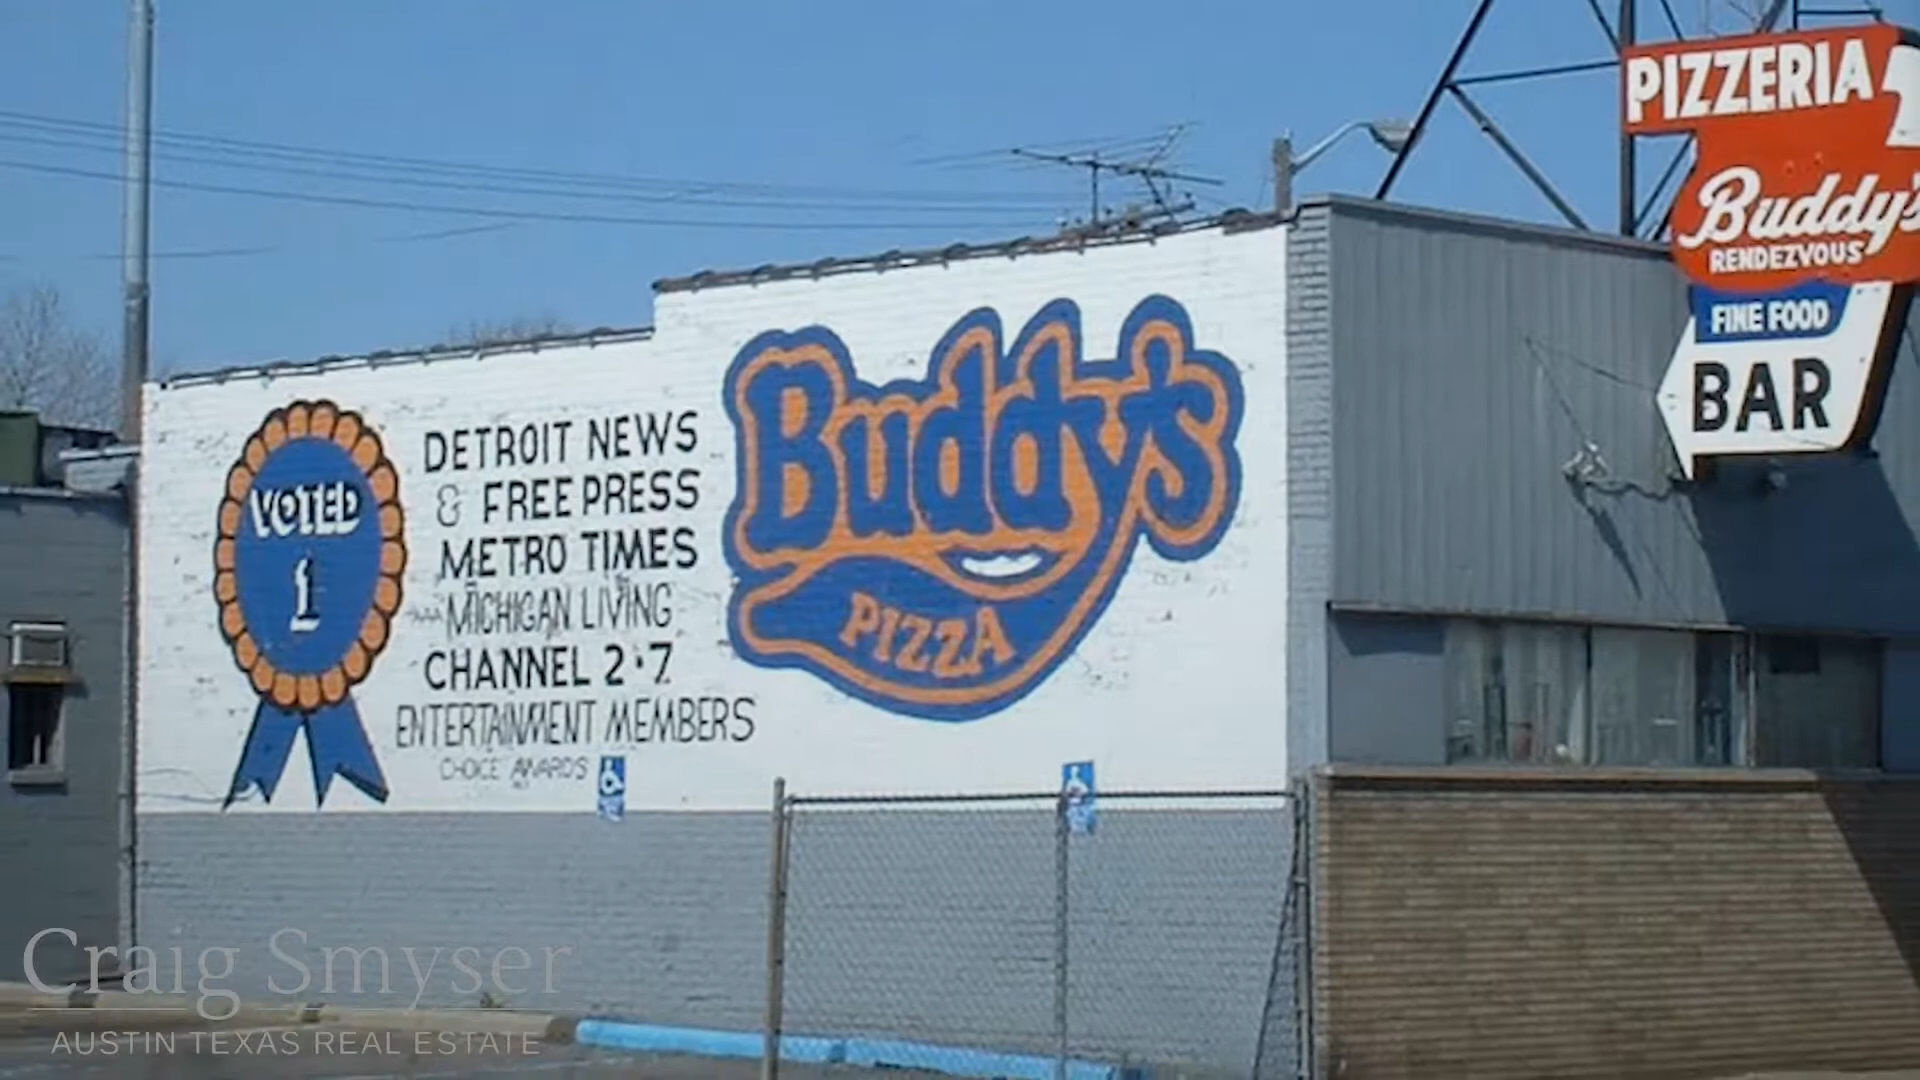 VOTED
1
DETROIT NEWS
& FREE PRESS
METRO TIMES
MICHIGAN LIVING
CHANNEL 2·7
ENTERTAINMENT MEMBERS
CHOICE AWARDS
Buddy's
PIZZA
PIZZERIA
Buddy's
RENDEZVOUS
FINE FOOD
BAR
Craig Smyser
AUSTIN TEXAS REAL ESTATE